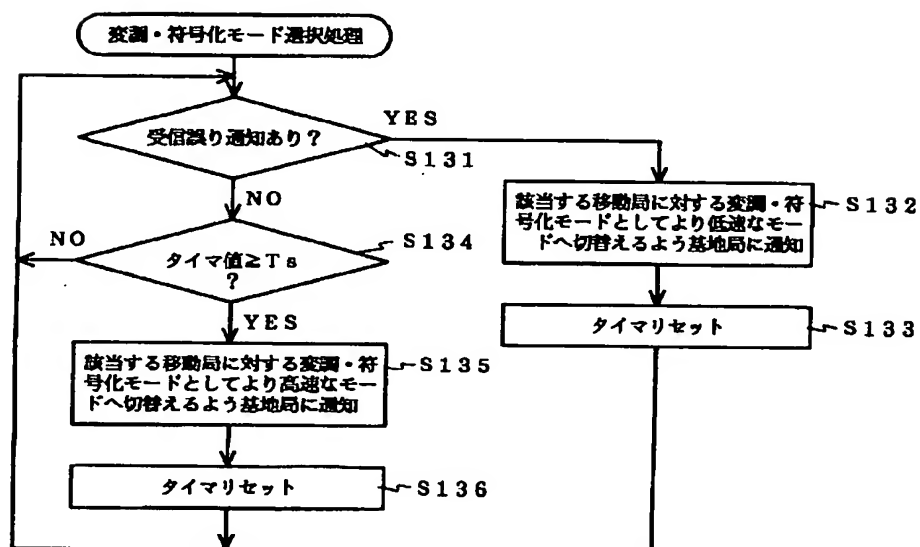 変調・符号化モード選択処理
受信誤り通知あり？
YES
S131
NO
該当する移動局に対する変調・符
号化モードとしてより低速なモー
ドへ切替えるよう基地局に通知
S132
NO
タイマ値≧Ｔｓ
？
S134
タイマリセット
S133
YES
該当する移動局に対する変調・符
号化モードとしてより高速なモー
ドへ切替えるよう基地局に通知
S135
タイマリセット
S136